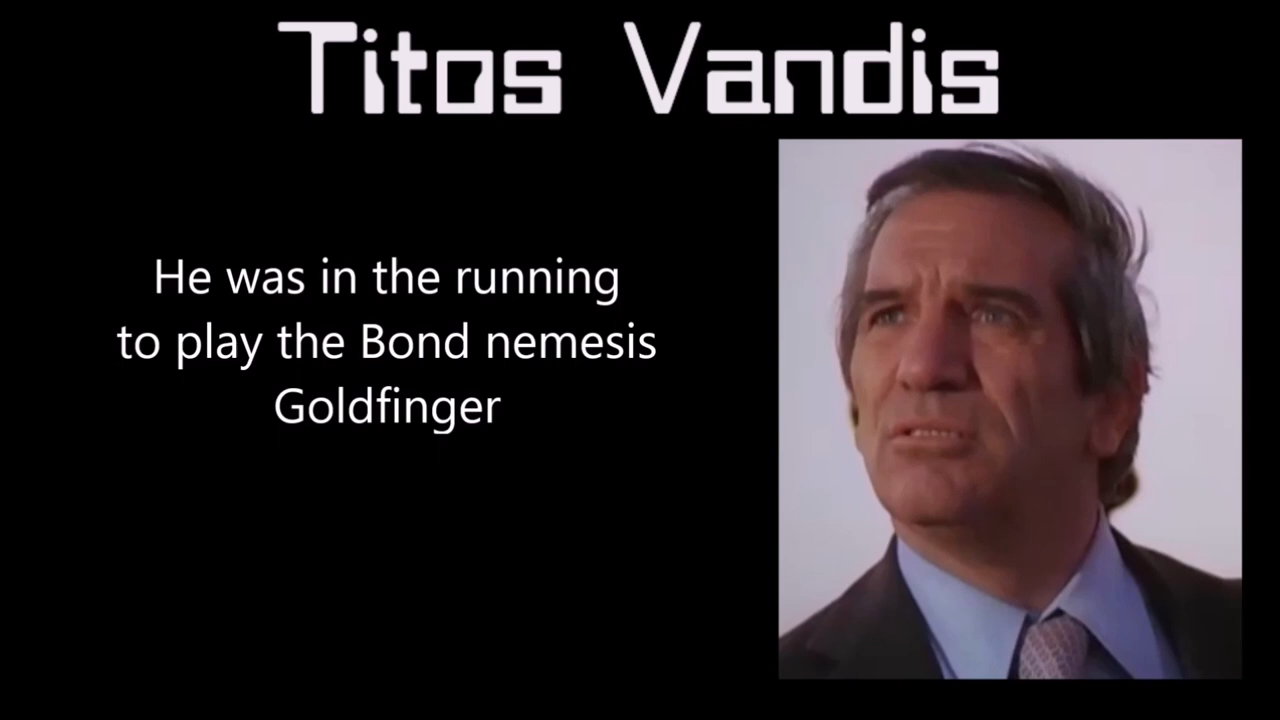 Titos Vandis
He was in the running
to play the Bond nemesis
Goldfinger